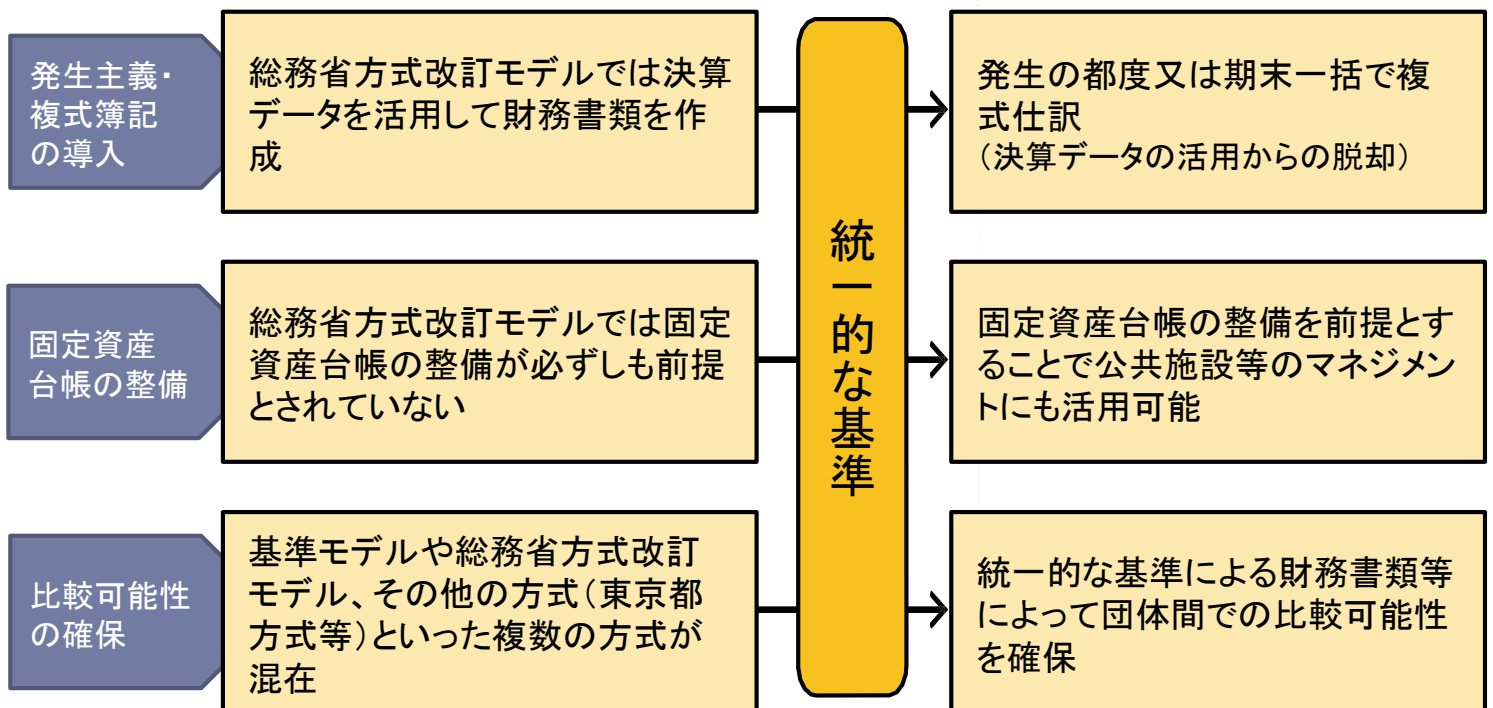 発生主義・
複式簿記
の導入
総務省方式改訂モデルでは決算
データを活用して財務書類を作
成
発生の都度又は期末一括で複
式仕訳
（決算データの活用からの脱却）
統一的な基準
固定資産
台帳の整備
総務省方式改訂モデルでは固定
資産台帳の整備が必ずしも前提
とされていない
固定資産台帳の整備を前提とす
ることで公共施設等のマネジメン
トにも活用可能
比較可能性
の確保
基準モデルや総務省方式改訂
モデル、その他の方式（東京都
方式等）といった複数の方式が
混在
統一的な基準による財務書類等
によって団体間での比較可能性
を確保